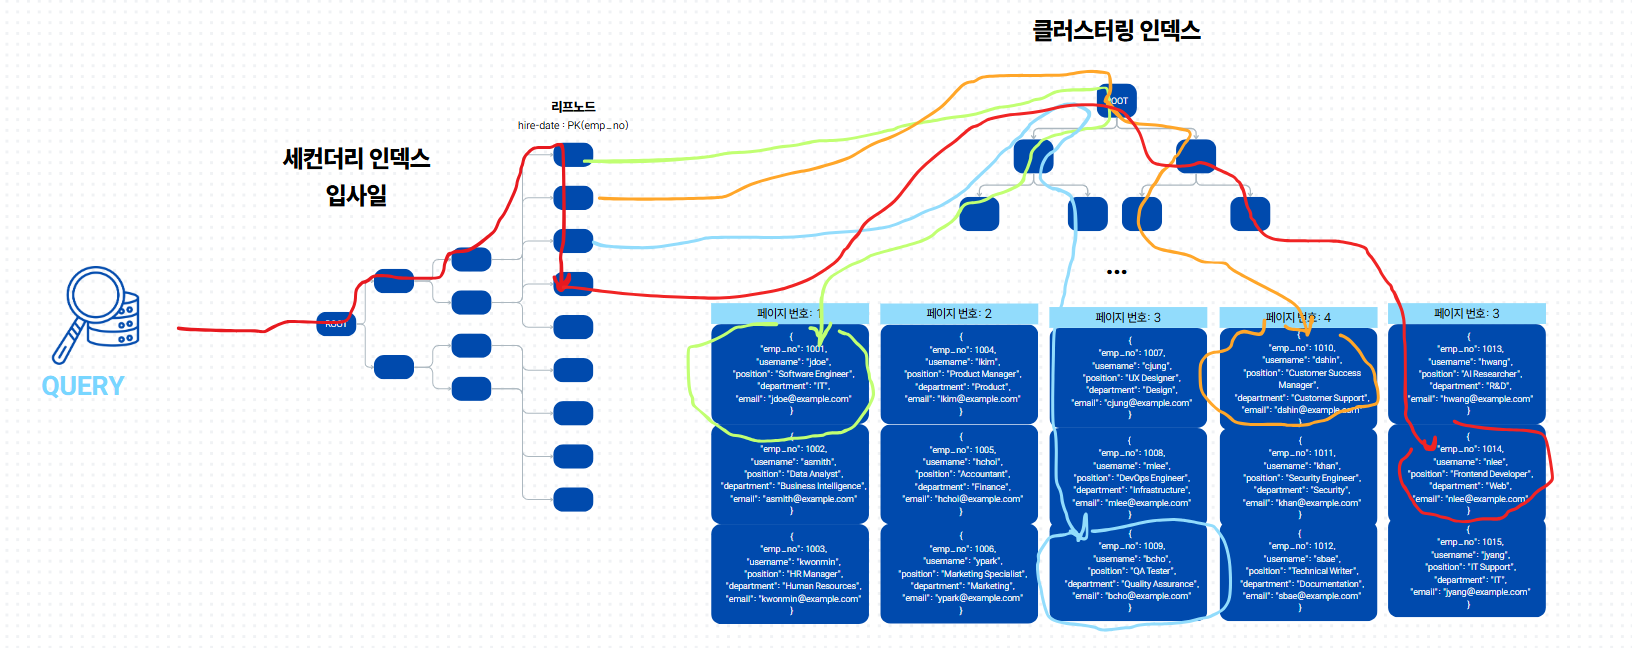 클러스터링 인덱스
ROOT
리프노드
hire-date : PK(emp_no)
세컨더리 인덱스
입사일
ROOT
QUERY
...
페이지 번호: 1
{
"emp_no": 1001,
"username": "jdoe",
"position": "Software Engineer",
"department": "IT",
"email": "jdoe@example.com"
}
{
"emp_no": 1002,
"username": "asmith",
"position": "Data Analyst",
"department": "Business Intelligence",
"email": "asmith@example.com"
}
{
"emp_no": 1003,
"username": "kwonmin",
"position": "HR Manager",
"department": "Human Resources",
"email": "kwonmin@example.com"
}
페이지 번호: 2
{
"emp_no": 1004,
"username": "lkim",
"position": "Product Manager",
"department": "Product",
"email": "lkim@example.com"
}
{
"emp_no": 1005,
"username": "hchoi",
"position": "Accountant",
"department": "Finance",
"email": "hchoi@example.com"
}
{
"emp_no": 1006,
"username": "ypark",
"position": "Marketing Specialist",
"department": "Marketing",
"email": "ypark@example.com"
}
페이지 번호: 3
{
"emp_no": 1007,
"username": "cjung",
"position": "UX Designer",
"department": "Design",
"email": "cjung@example.com"
}
{
"emp_no": 1008,
"username": "mlee",
"position": "DevOps Engineer",
"department": "Infrastructure",
"email": "mlee@example.com"
}
{
"emp_no": 1009,
"username": "bcho",
"position": "QA Tester",
"department": "Quality Assurance",
"email": "bcho@example.com"
}
페이지 번호: 4
{
"emp_no": 1010,
"username": "dshin",
"position": "Customer Success
Manager",
"department": "Customer Support",
"email": "dshin@example.com"
}
{
"emp_no": 1011,
"username": "khan",
"position": "Security Engineer",
"department": "Security",
"email": "khan@example.com"
}
{
"emp_no": 1012,
"username": "sbae",
"position": "Technical Writer",
"department": "Documentation",
"email": "sbae@example.com"
}
페이지 번호: 3
{
"emp_no": 1013,
"username": "hwang",
"position": "AI Researcher",
"department": "R&D",
"email": "hwang@example.com"
}
{
"emp_no": 1014,
"username": "nlee",
"position": "Frontend Developer",
"department": "Web",
"email": "nlee@example.com"
}
{
"emp_no": 1015,
"username": "jyang",
"position": "IT Support",
"department": "IT",
"email": "jyang@example.com"
}